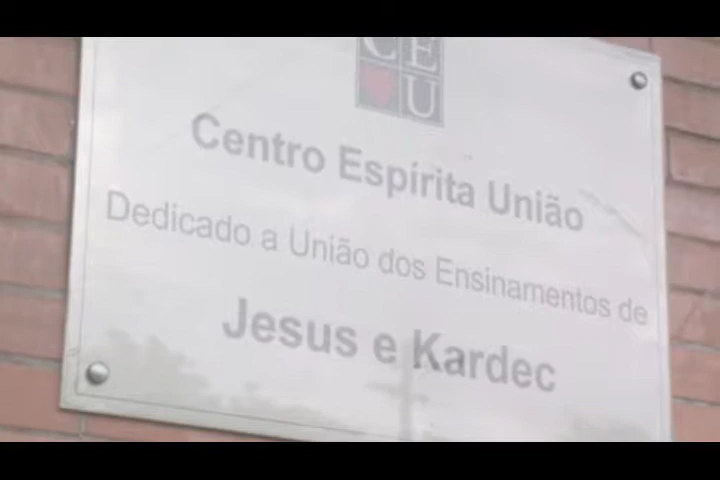 CE
U
Centro Espírita União
Dedicado a União dos Ensinamentos de
Jesus e Kardec